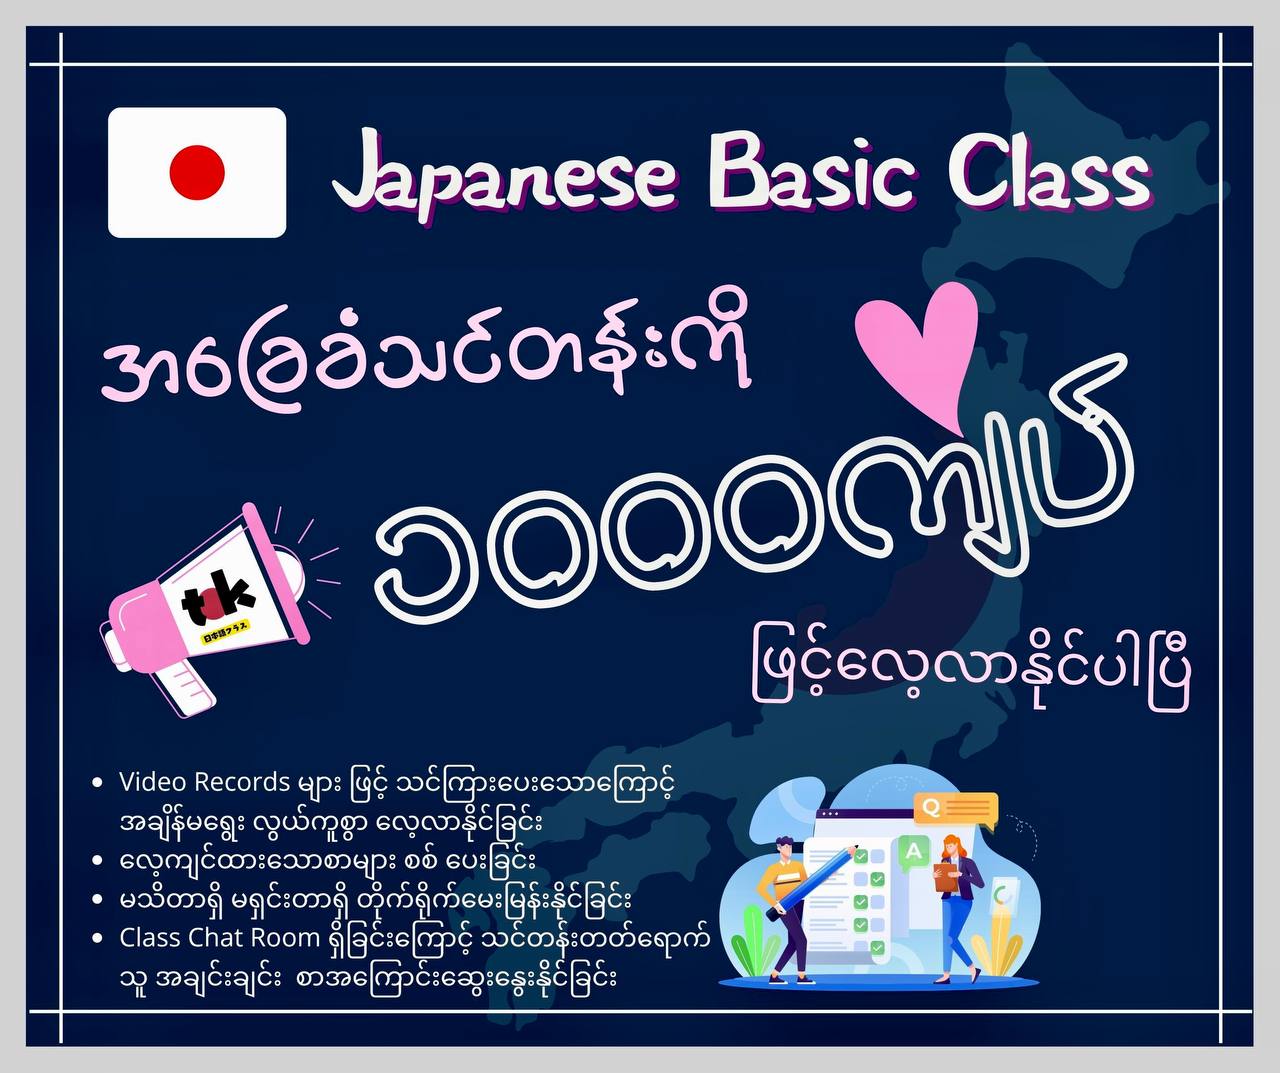 Japanese Basic Class
အခြေခံသင်တန်းကို
၁၀၀၀ကျပ်
ဖြင့်လေ့လာနိုင်ပါပြီ
tok
日本語クラス
Video Records များ ဖြင့် သင်ကြားပေးသောကြောင့်
အချိန်မရွေး လွယ်ကူစွာ လေ့လာနိုင်ခြင်း
လေ့ကျင်ထားသောစာများ စစ် ပေးခြင်း
မသိတာရှိ မရှင်းတာရှိ တိုက်ရိုက်မေးမြန်းနိုင်ခြင်း
Class Chat Room ရှိခြင်းကြောင့် သင်တန်းတတ်ရောက်
သူ အချင်းချင်း စာအကြောင်းဆွေးနွေးနိုင်ခြင်း
Q
A